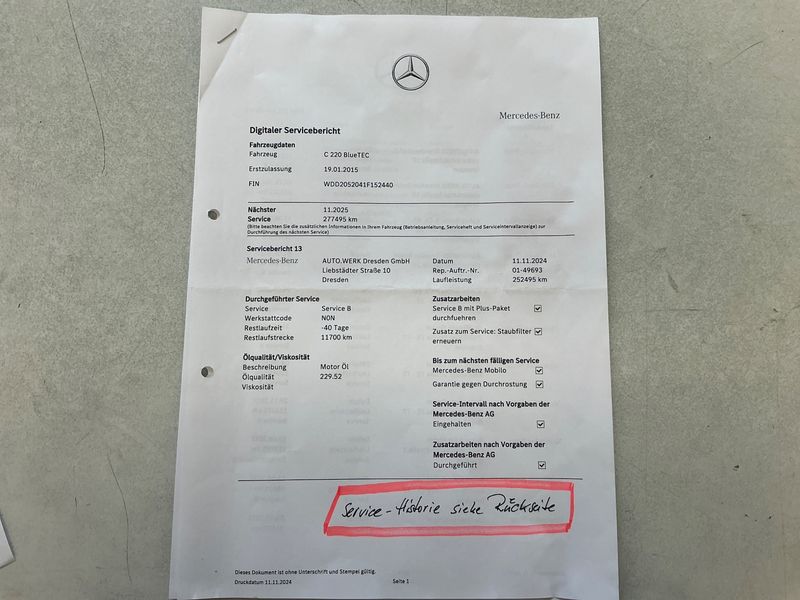 Mercedes-Benz
Digitaler Servicebericht
Fahrzeugdaten
Fahrzeug C 220 BlueTEC
Erstzulassung 19.01.2015
FIN WDD2052041F152440
Nächster 11.2025
Service 277495 km
(Bitte beachten Sie die zusätzlichen Informationen in Ihrem Fahrzeug (Betriebsanleitung, Serviceheft und Serviceintervallanzeige) zur
Durchführung des nächsten Service)
Servicebericht 13
Mercedes-Benz AUTO.WERK Dresden GmbH Datum 11.11.2024
Liebstädter Straße 10 Rep.-Auftr.-Nr. 01-49693
Dresden Laufleistung 252495 km
Durchgeführter Service
Service Service B
Werkstattcode N0N
Restlaufzeit -40 Tage
Restlaufstrecke 11700 km
Ölqualität/Viskosität
Beschreibung Motor Öl
Ölqualität 229.52
Viskosität
Zusatzarbeiten
Service B mit Plus-Paket
durchfuehren
Zusatz zum Service: Staubfilter
erneuern
Bis zum nächsten fälligen Service
Mercedes-Benz Mobilo
Garantie gegen Durchrostung
Service-Intervall nach Vorgaben der
Mercedes-Benz AG
Eingehalten
Zusatzarbeiten nach Vorgaben der
Mercedes-Benz AG
Durchgeführt
Service-Historie siehe Rückseite
Dieses Dokument ist ohne Unterschrift und Stempel gültig.
Druckdatum 11.11.2024 Seite 1